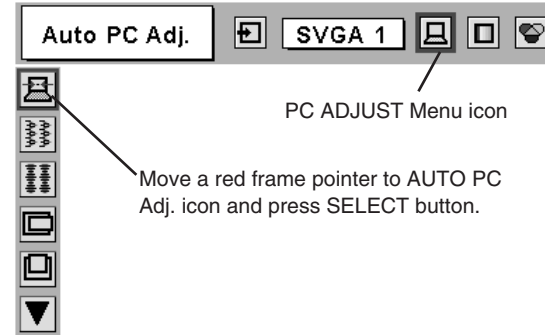 Auto PC Adj.
SVGA 1
PC ADJUST Menu icon
Move a red frame pointer to AUTO PC
Adj. icon and press SELECT button.